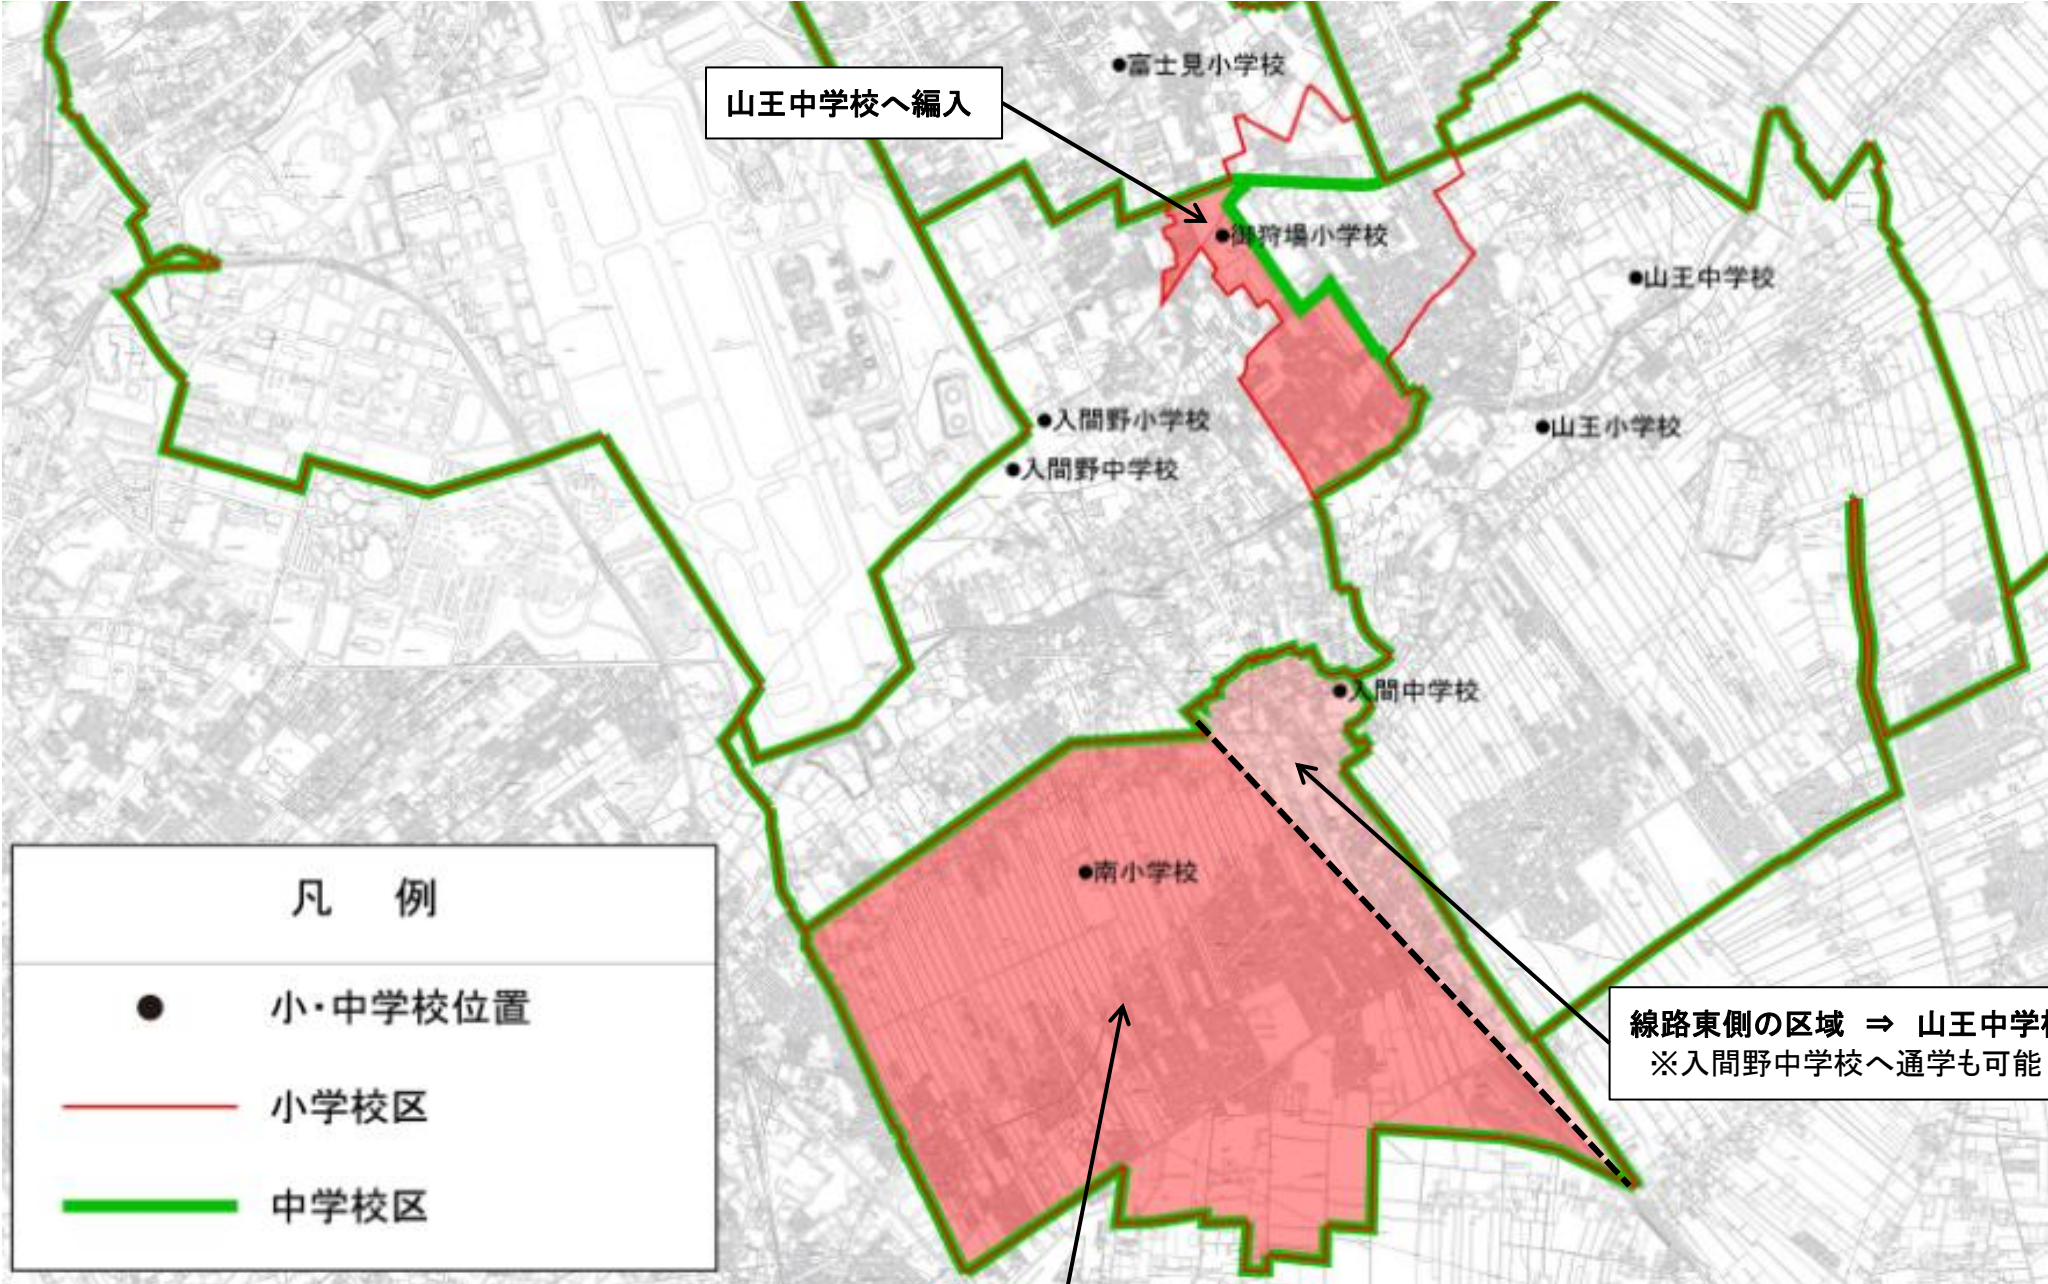 ●富士見小学校
山王中学校へ編入
●御狩場小学校
●山王中学校
●入間野小学校
●山王小学校
●入間野中学校
●入間中学校
●南小学校
凡 例
● 小・中学校位置
小学校区
中学校区
線路東側の区域 ⇒ 山王中学校
※入間野中学校へ通学も可能